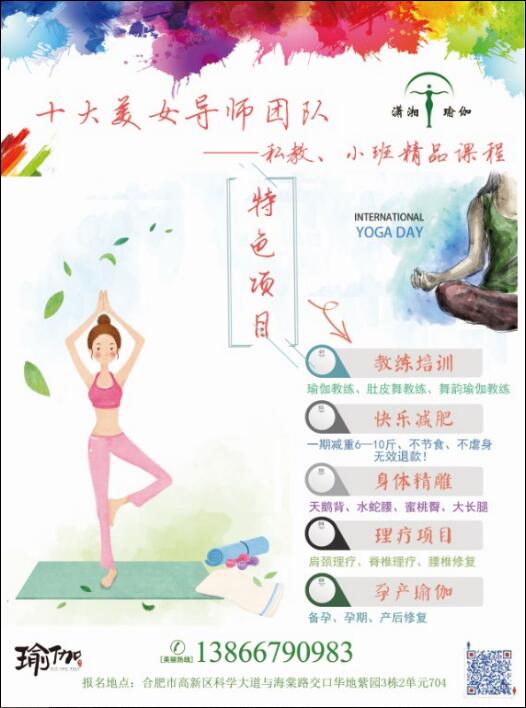 十大美女导师团队
潇湘 瑜伽
——私教、小班精品课程
特色项目
INTERNATIONAL
YOGA DAY
教练培训
瑜伽教练、肚皮舞教练、舞韵瑜伽教练
快乐减肥
一期减重6—10斤、不节食、不虐身
无效退款！
身体精雕
天鹅背、水蛇腰、蜜桃臀、大长腿
理疗项目
肩颈理疗、脊椎理疗、腰椎修复
孕产瑜伽
备孕、孕期、产后修复
瑜伽
[美丽热线] 13866790983
报名地点：合肥市高新区科学大道与海棠路交口华地紫园3栋2单元704